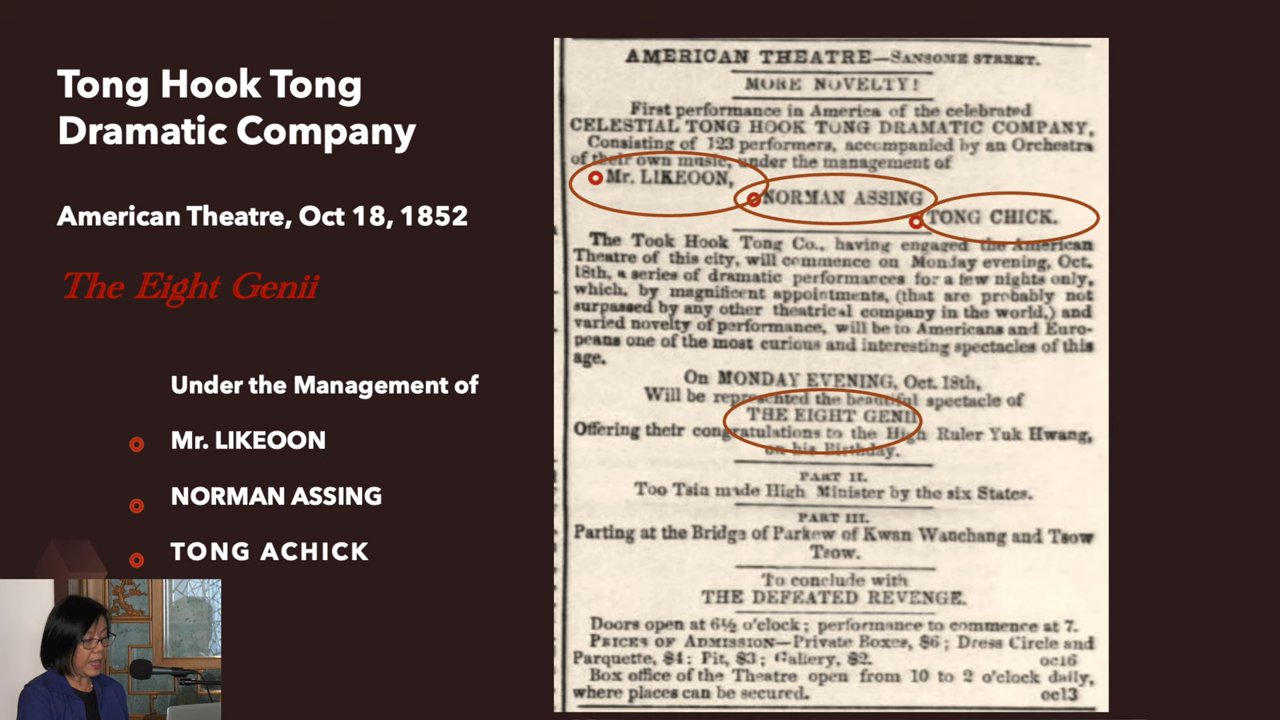 Tong Hook Tong
Dramatic Company
American Theatre, Oct 18, 1852
The Eight Genii
Under the Management of
Mr. LIKEOON
NORMAN ASSING
TONG ACHICK
AMERICAN THEATRE—SANSOME STREET.
MORE NOVELTY!
First performance in America of the celebrated
CELESTIAL TONG HOOK TONG DRAMATIC COMPANY,
Consisting of 123 performers, accompanied by an Orchestra
of their own music, under the management of
Mr. LIKEOON,
NORMAN ASSING
TONG CHICK.
The Took Hook Tong Co., having engaged the American
Theatre of this city, will commence on Monday evening, Oct.
18th, a series of dramatic performances for a few nights only,
which, by magnificent appointments, (that are probably not
surpassed by any other theatrical company in the world,) and
varied novelty of performance, will be to Americans and Euro-
peans one of the most curious and interesting spectacles of this
age.
On MONDAY EVENING, Oct. 18th,
Will be represented the beautiful spectacle of
THE EIGHT GENII
Offering their congratulations to the High Ruler Yuk Hwang,
on his Birthday.
PART II.
Too Tsin made High Minister by the six States.
PART III.
Parting at the Bridge of Parkew of Kwan Wanchang and Tsow
Tsow.
To conclude with
THE DEFEATED REVENGE.
Doors open at 6½ o'clock; performance to commence at 7.
PRICES OF ADMISSION—Private Boxes, $6; Dress Circle and
Parquette, $4; Pit, $3; Gallery, $2. oc16
Box office of the Theatre open from 10 to 2 o'clock daily,
where places can be secured. oc13